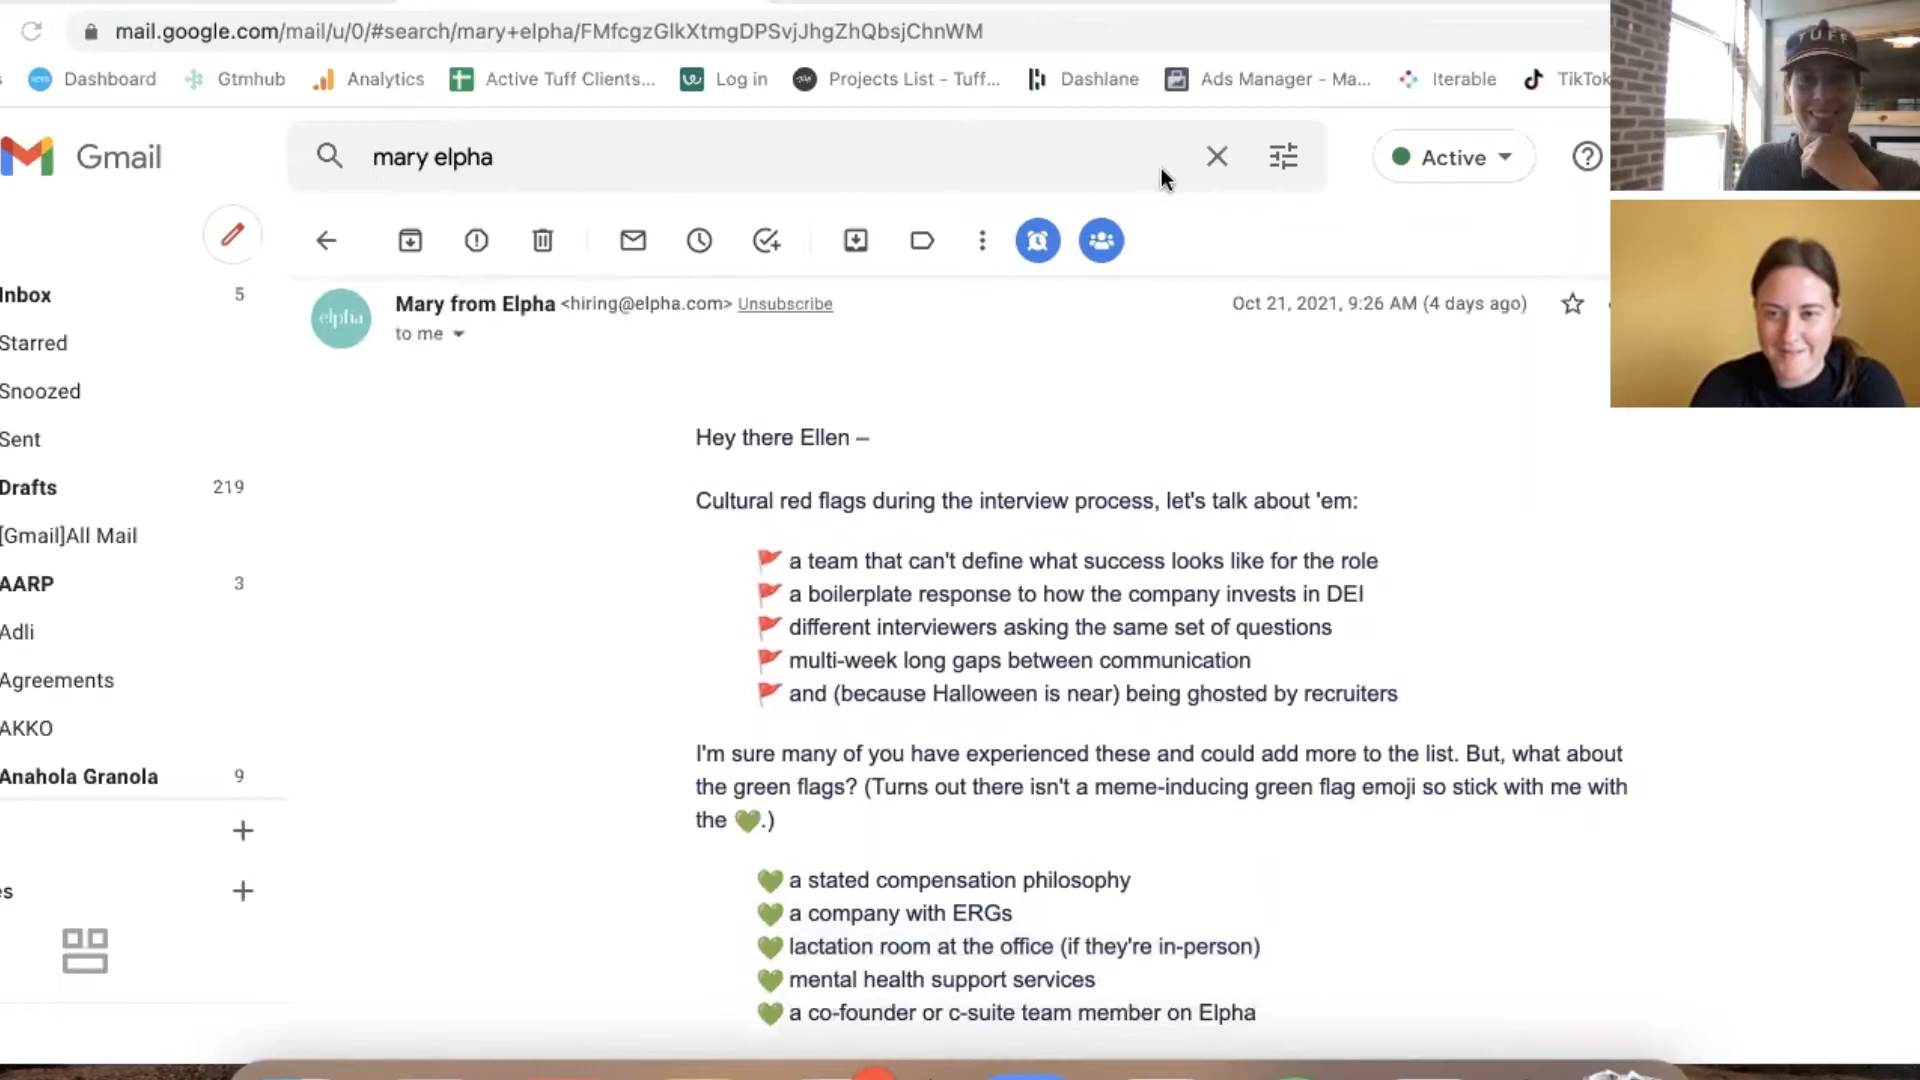 mail.google.com/mail/u/0/#search/mary+elpha/FMfcgzGlkXtmgDPSvjJhgZhQbsjChnWM
Dashboard Gtmhub Analytics Active Tuff Clients... Log in Projects List - Tuff... Dashlane Ads Manager - Ma... Iterable TikTok
TUFF
Gmail
mary elpha
Active
Inbox 5
Starred
Snoozed
Sent
Drafts 219
[Gmail]All Mail
AARP 3
Adli
Agreements
AKKO
Anahola Granola 9
elpha
Mary from Elpha <hiring@elpha.com> Unsubscribe
Oct 21, 2021, 9:26 AM (4 days ago)
to me
Hey there Ellen –
Cultural red flags during the interview process, let's talk about 'em:
🚩 a team that can't define what success looks like for the role
🚩 a boilerplate response to how the company invests in DEI
🚩 different interviewers asking the same set of questions
🚩 multi-week long gaps between communication
🚩 and (because Halloween is near) being ghosted by recruiters
I'm sure many of you have experienced these and could add more to the list. But, what about
the green flags? (Turns out there isn't a meme-inducing green flag emoji so stick with me with
the 💚.)
💚 a stated compensation philosophy
💚 a company with ERGs
💚 lactation room at the office (if they're in-person)
💚 mental health support services
💚 a co-founder or c-suite team member on Elpha